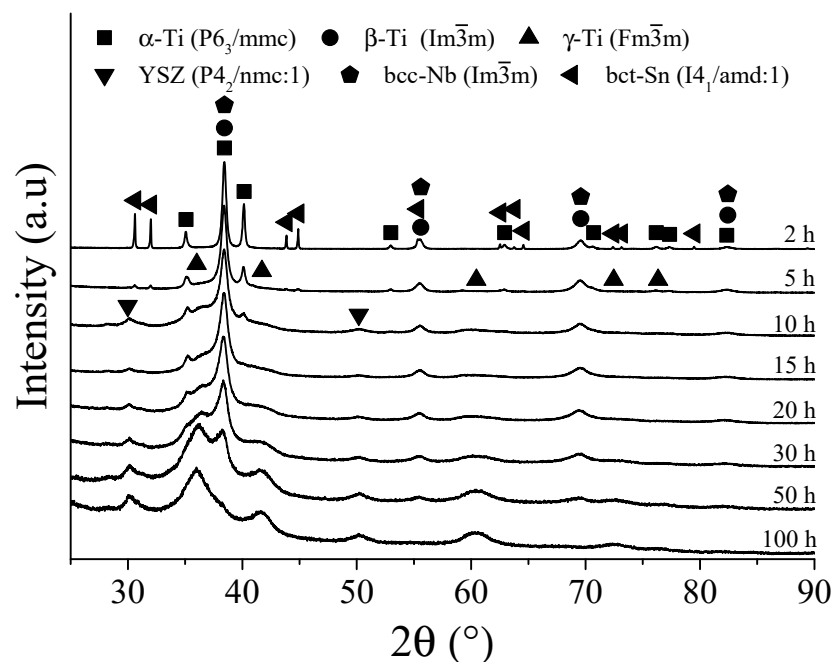 α-Ti (P6₃/mmc) β-Ti (Im3̅m) γ-Ti (Fm3̅m)
YSZ (P4₂/nmc:1) bcc-Nb (Im3̅m) bct-Sn (I4₁/amd:1)
Intensity (a.u)
2 h
5 h
10 h
15 h
20 h
30 h
50 h
100 h
30 40 50 60 70 80 90
2θ (°)